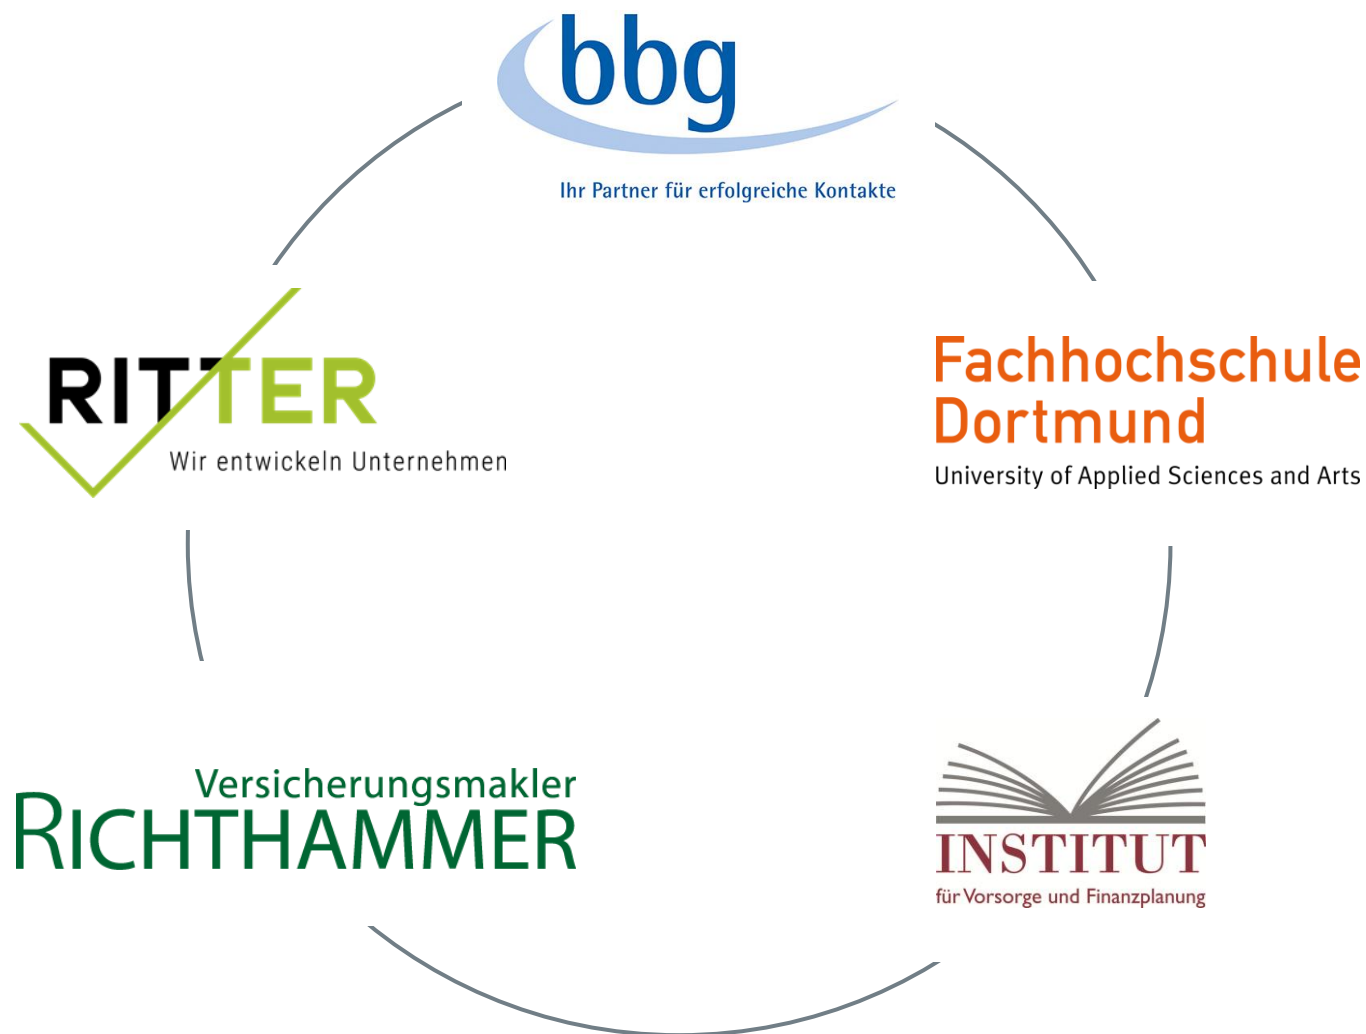 bbg
Ihr Partner für erfolgreiche Kontakte
RITTER
Wir entwickeln Unternehmen
Fachhochschule
Dortmund
University of Applied Sciences and Arts
Versicherungsmakler
RICHTHAMMER
INSTITUT
für Vorsorge und Finanzplanung